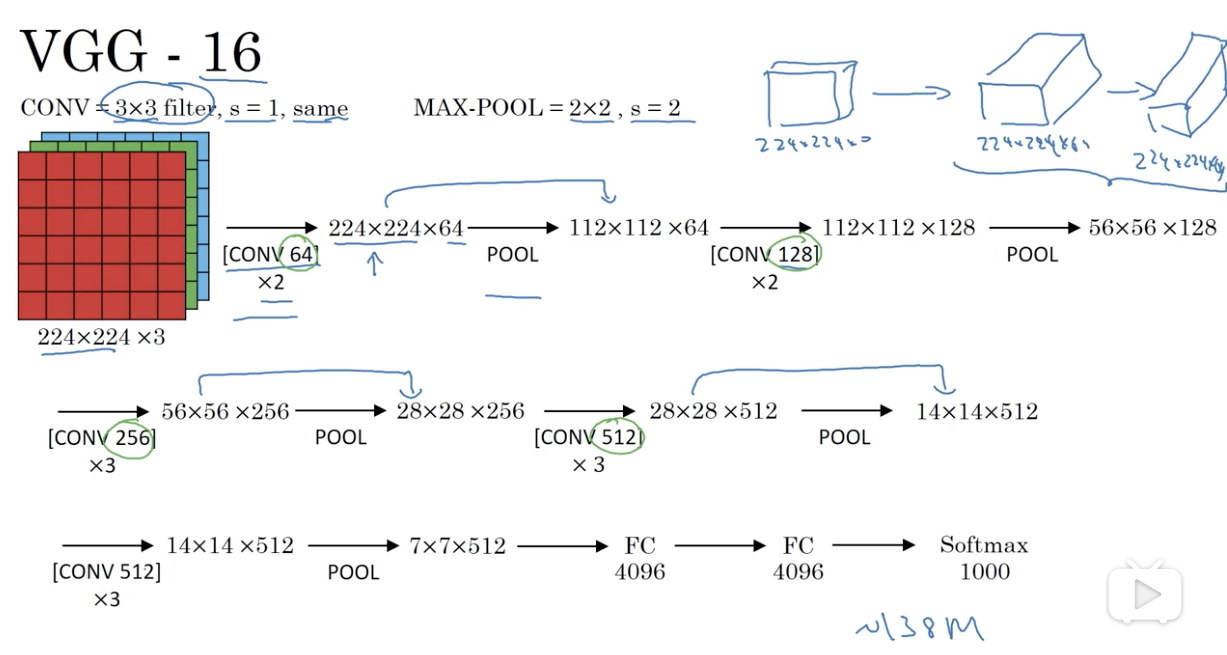 VGG - 16
CONV = 3×3 filter, s = 1, same
MAX-POOL = 2×2 , s = 2
224×224×
224×224×
224×224×64
224×224×64
112×112 ×64
112×112 ×128
56×56 ×128
[CONV 64]
POOL
[CONV 128]
POOL
×2
×2
224×224 ×3
56×56 ×256
28×28 ×256
28×28 ×512
14×14×512
[CONV 256]
POOL
[CONV 512]
POOL
×3
× 3
14×14 ×512
7×7×512
FC
FC
Softmax
[CONV 512]
POOL
4096
4096
1000
×3
~138M